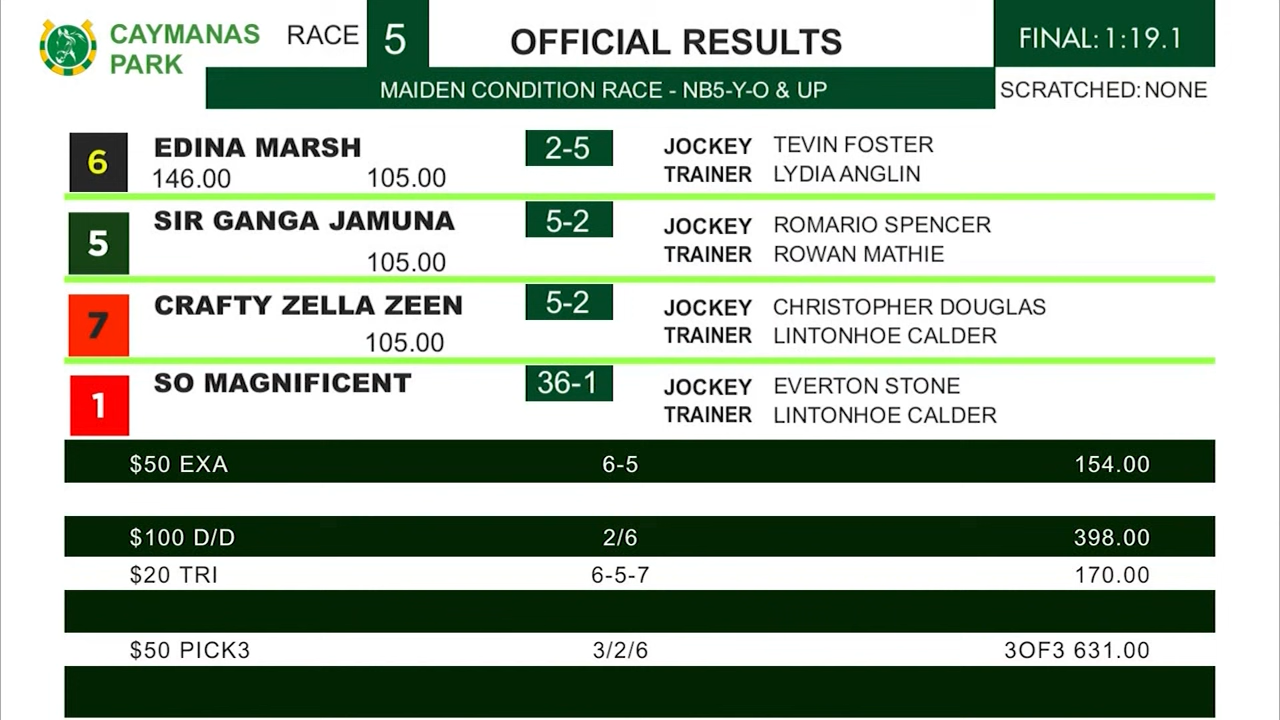 CAYMANAS PARK
RACE 5
OFFICIAL RESULTS
FINAL: 1:19.1
MAIDEN CONDITION RACE - NB5-Y-O & UP
SCRATCHED: NONE
6 EDINA MARSH 2-5 JOCKEY TEVIN FOSTER
146.00 105.00 TRAINER LYDIA ANGLIN
5 SIR GANGA JAMUNA 5-2 JOCKEY ROMARIO SPENCER
105.00 TRAINER ROWAN MATHIE
7 CRAFTY ZELLA ZEEN 5-2 JOCKEY CHRISTOPHER DOUGLAS
105.00 TRAINER LINTONHOE CALDER
1 SO MAGNIFICENT 36-1 JOCKEY EVERTON STONE
TRAINER LINTONHOE CALDER
$50 EXA 6-5 154.00
$100 D/D 2/6 398.00
$20 TRI 6-5-7 170.00
$50 PICK3 3/2/6 3OF3 631.00